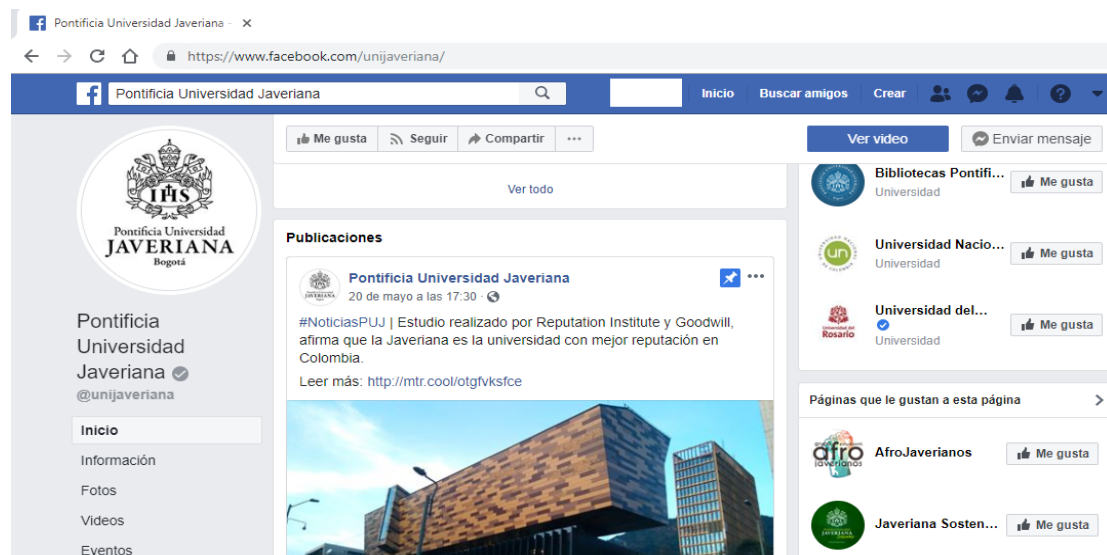 Pontificia Universidad Javeriana -
https://www.facebook.com/unijaveriana/
Pontificia Universidad Javeriana
Inicio
Buscar amigos
Crear
IHS
Pontificia Universidad
JAVERIANA
Bogotá
Pontificia
Universidad
Javeriana
@unijaveriana
Inicio
Información
Fotos
Videos
Eventos
Me gusta
Seguir
Compartir
Ver todo
Publicaciones
Pontificia Universidad Javeriana
20 de mayo a las 17:30
#NoticiasPUJ | Estudio realizado por Reputation Institute y Goodwill,
afirma que la Javeriana es la universidad con mejor reputación en
Colombia.
Leer más: http://mtr.cool/otgfvksfce
Ver video
Enviar mensaje
Bibliotecas Pontifi...
Universidad
Me gusta
un
Universidad Nacio...
Universidad
Me gusta
Universidad del
Rosario
Universidad del...
Universidad
Me gusta
Páginas que le gustan a esta página
afro
javerianos
AfroJaverianos
Me gusta
Javeriana Sosten...
Me gusta